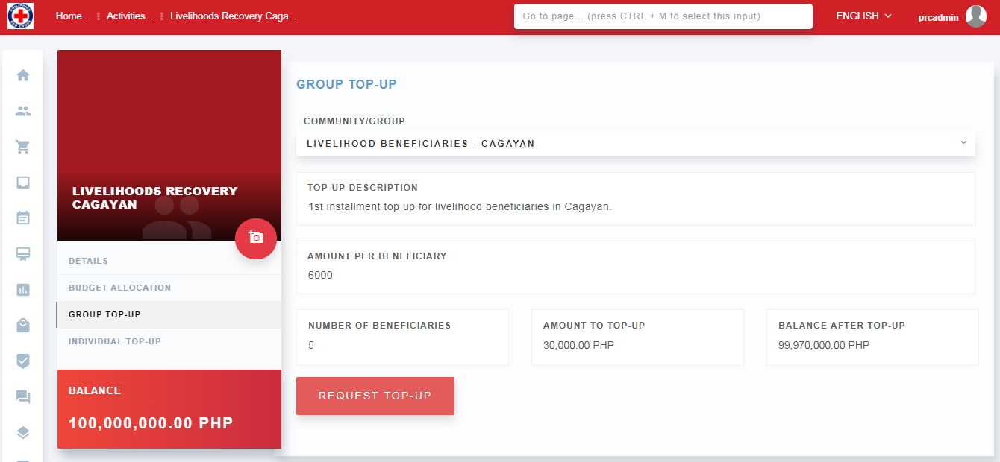 Home... Activities... Livelihoods Recovery Caga...
Go to page... (press CTRL + M to select this input)
ENGLISH
prcadmin
LIVELIHOODS RECOVERY
CAGAYAN
DETAILS
BUDGET ALLOCATION
GROUP TOP-UP
INDIVIDUAL TOP-UP
BALANCE
100,000,000.00 PHP
GROUP TOP-UP
COMMUNITY/GROUP
LIVELIHOOD BENEFICIARIES - CAGAYAN
TOP-UP DESCRIPTION
1st installment top up for livelihood beneficiaries in Cagayan.
AMOUNT PER BENEFICIARY
6000
NUMBER OF BENEFICIARIES
5
AMOUNT TO TOP-UP
30,000.00 PHP
BALANCE AFTER TOP-UP
99,970,000.00 PHP
REQUEST TOP-UP